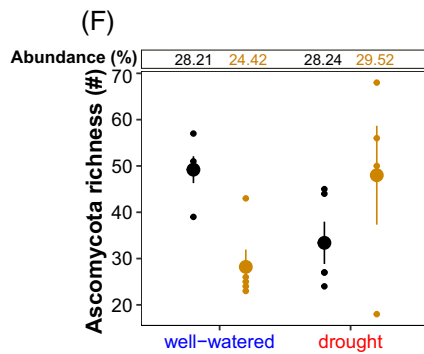 (F)
Abundance (%) 28.21 24.42 28.24 29.52
Ascomycota richness (#)
70
60
50
40
30
20
well-watered drought